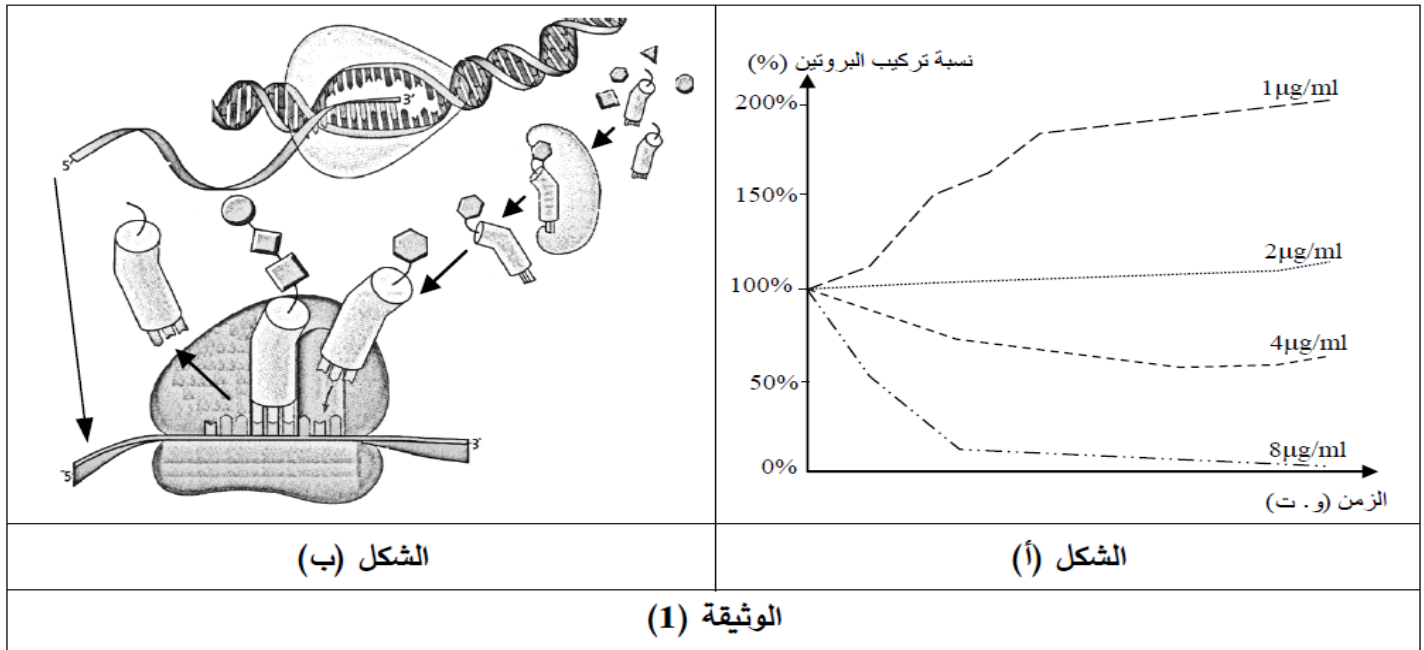 نسبة تركيب البروتين (%)
200%
1µg/ml
150%
2µg/ml
100%
4µg/ml
50%
8µg/ml
0%
الزمن (و . ت)
3'
5'
5'
3'
الشكل (أ)
الشكل (ب)
الوثيقة (1)